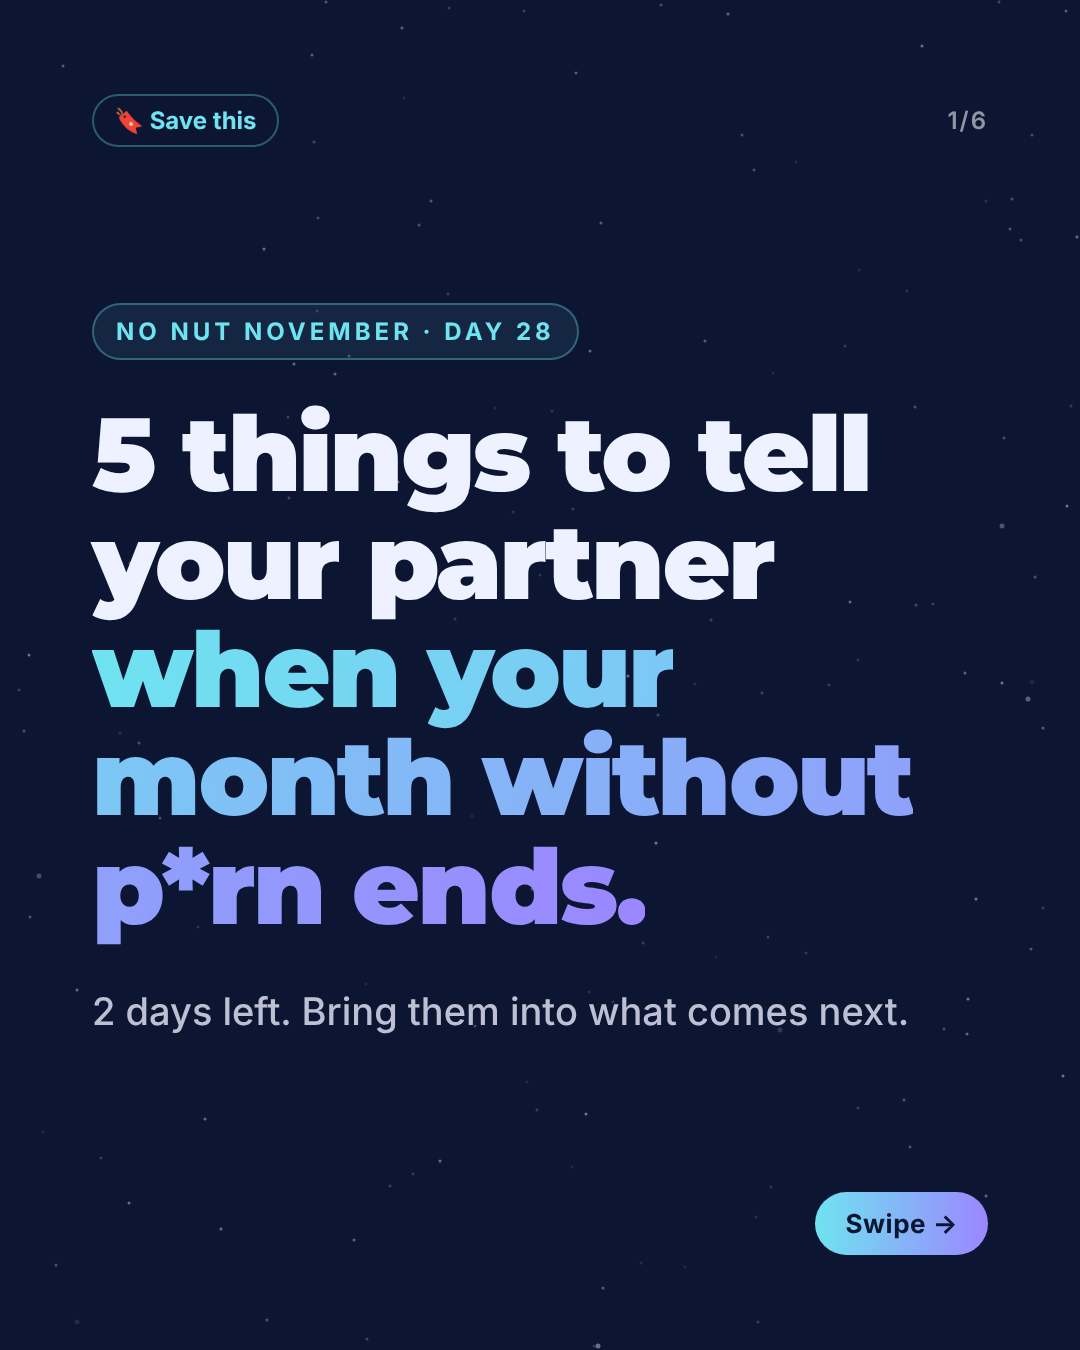 🔖 Save this
1/6
NO NUT NOVEMBER · DAY 28
5 things to tell
your partner
when your
month without
p*rn ends.
2 days left. Bring them into what comes next.
Swipe →